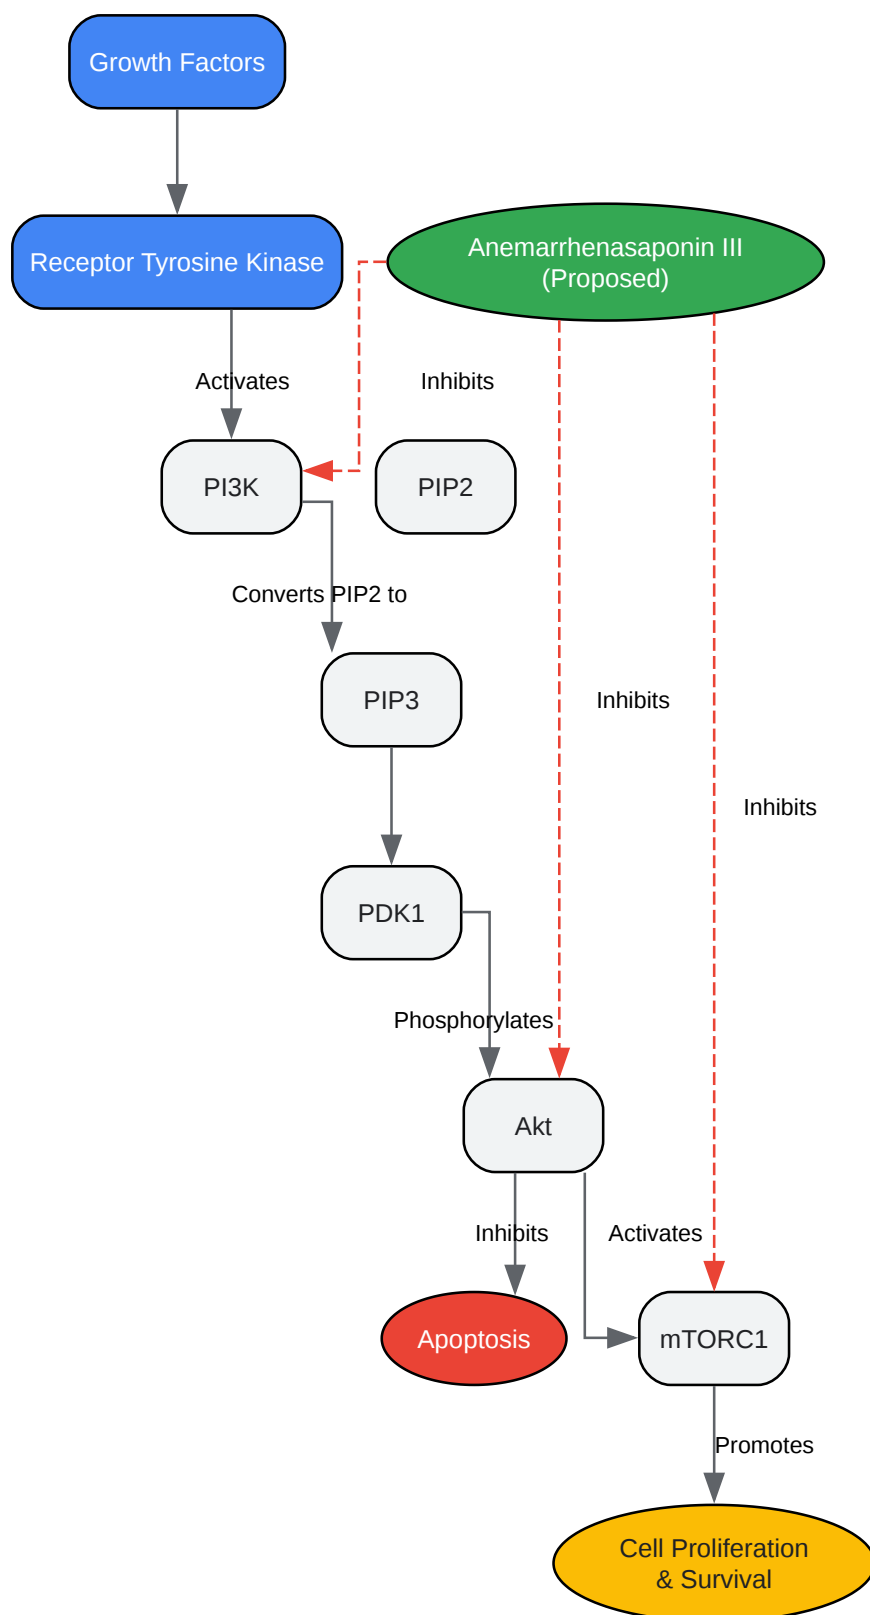 Growth Factors
Receptor Tyrosine Kinase
Anemarrhenasaponin III
(Proposed)
Activates
Inhibits
PI3K
PIP2
Converts PIP2 to
PIP3
Inhibits
Inhibits
PDK1
Phosphorylates
Akt
Inhibits
Activates
Apoptosis
mTORC1
Promotes
Cell Proliferation
& Survival